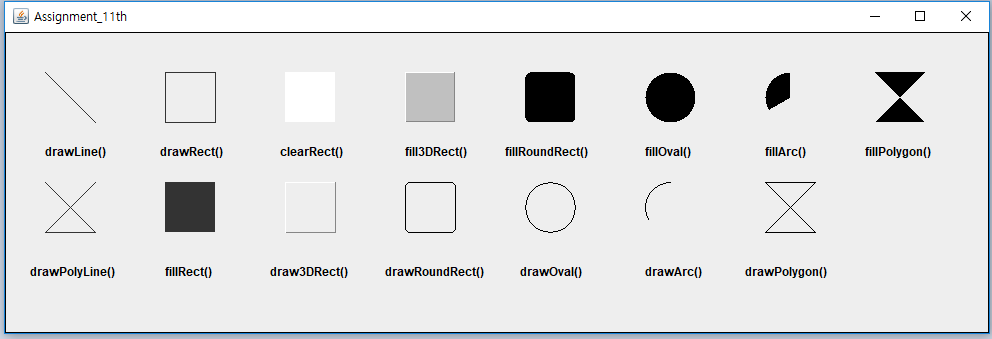 Assignment_11th
drawLine() drawRect() clearRect() fill3DRect() fillRoundRect() fillOval() fillArc() fillPolygon()
drawPolyLine() fillRect() draw3DRect() drawRoundRect() drawOval() drawArc() drawPolygon()